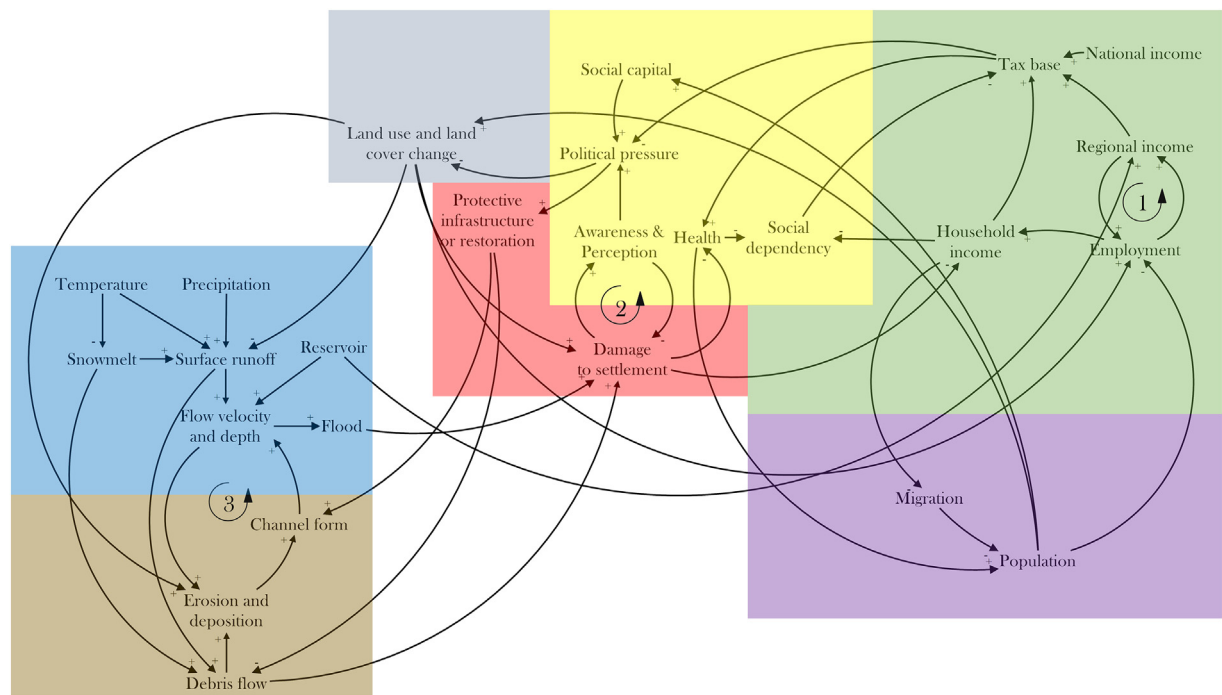 Social capital
Tax base
National income
Land use and land
cover change
Political pressure
Regional income
1
Protective
infrastructure
or restoration
Awareness &
Perception
Health
Social
dependency
Household
income
Employment
Temperature
Precipitation
2
Snowmelt
Surface runoff
Reservoir
Damage
to settlement
Flow velocity
and depth
Flood
3
Channel form
Migration
Population
Erosion and
deposition
Debris flow